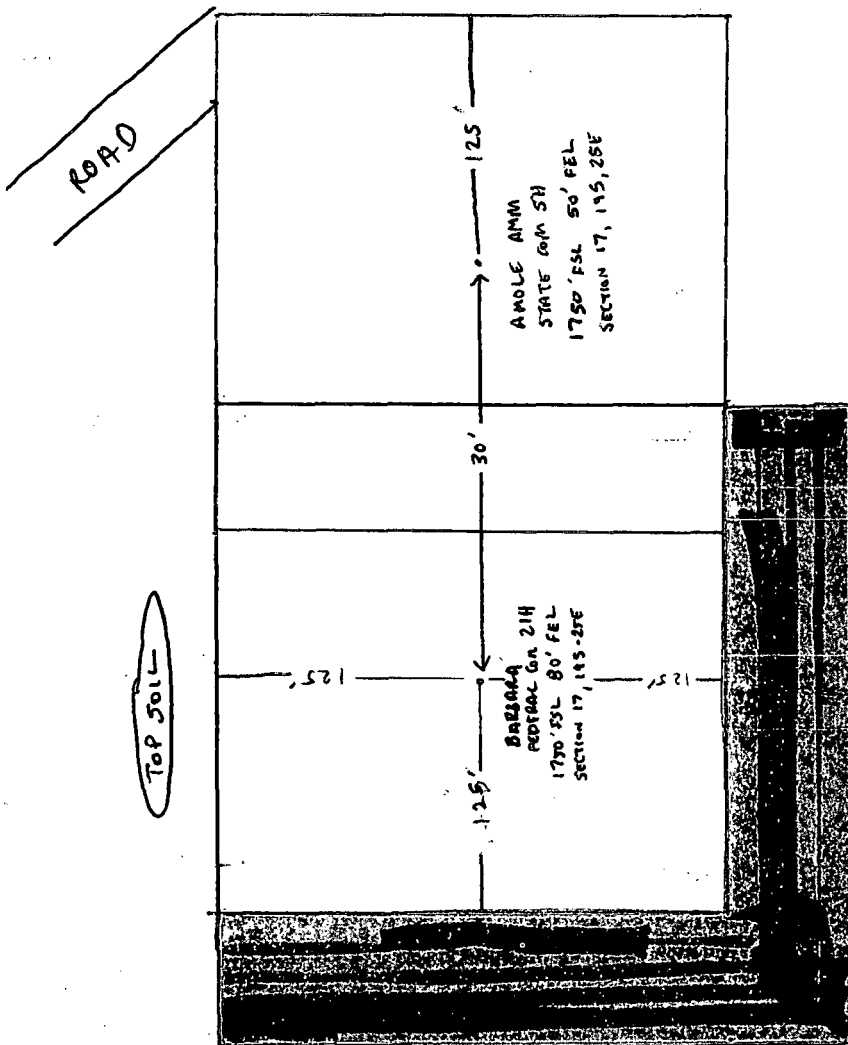 ROAD
125'
AMOLE AMM
STATE COM 5H
1750' FSL 50' FEL
SECTION 17, 19S, 25E
30'
TOP SOIL
125'
125'
BARBARA
FEDERAL COM 21H
1750' FSL 80' FEL
SECTION 17, 19S-25E
125'